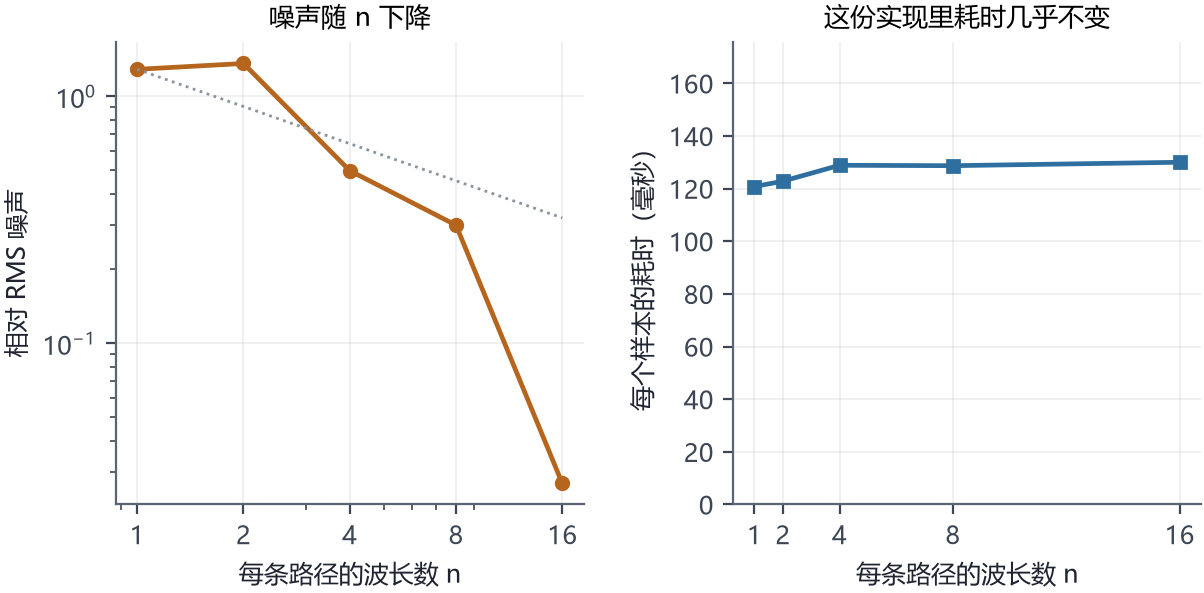 噪声随 n 下降
相对 RMS 噪声
10⁰
10⁻¹
1 2 4 8 16
每条路径的波长数 n
这份实现里耗时几乎不变
每个样本的耗时（毫秒）
160
140
120
100
80
60
40
20
0
1 2 4 8 16
每条路径的波长数 n